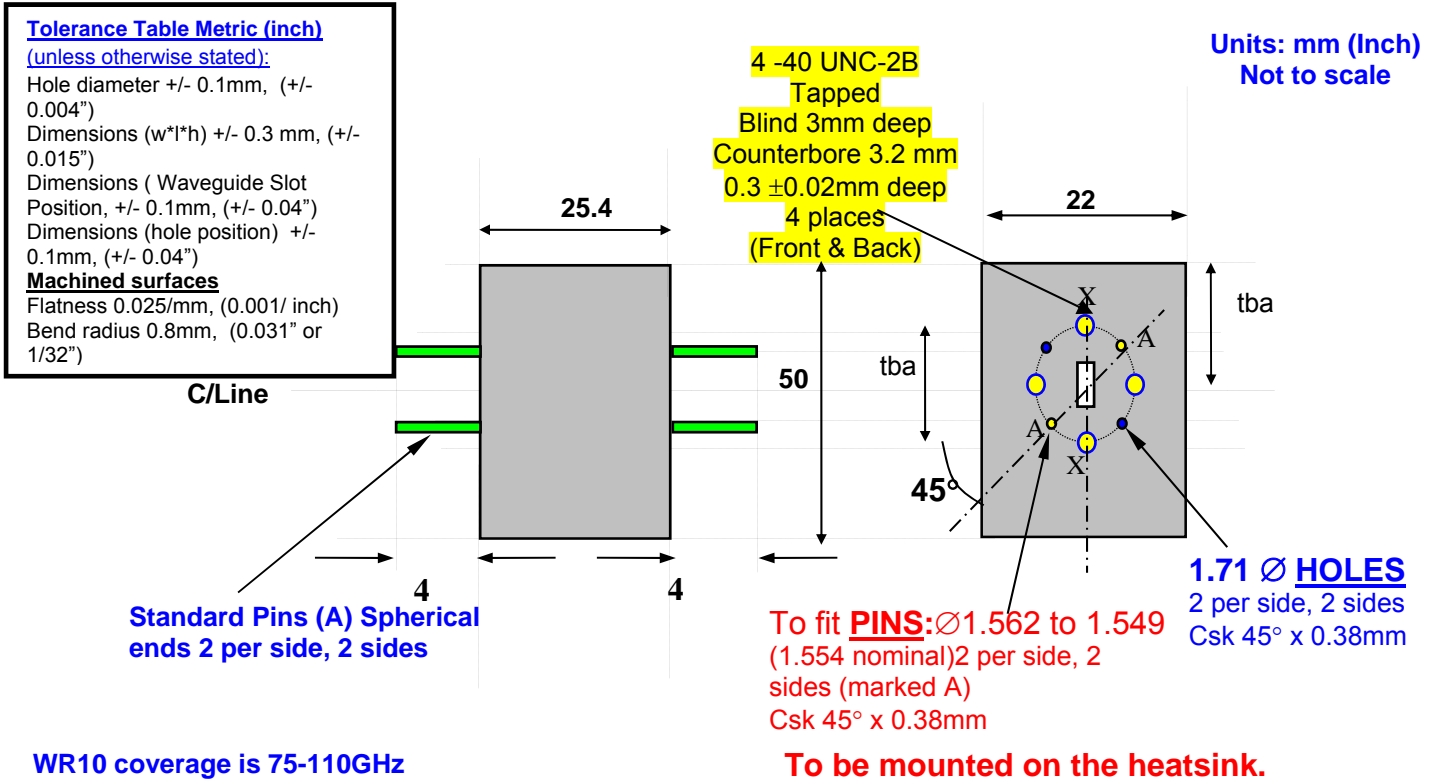 Tolerance Table Metric (inch)
(unless otherwise stated):
Hole diameter +/- 0.1mm, (+/-
0.004”)
Dimensions (w*l*h) +/- 0.3 mm, (+/-
0.015”)
Dimensions ( Waveguide Slot
Position, +/- 0.1mm, (+/- 0.04”)
Dimensions (hole position) +/-
0.1mm, (+/- 0.04”)
Machined surfaces
Flatness 0.025/mm, (0.001/ inch)
Bend radius 0.8mm, (0.031” or
1/32”)
C/Line
4 -40 UNC-2B
Tapped
Blind 3mm deep
Counterbore 3.2 mm
0.3 ±0.02mm deep
4 places
(Front & Back)
Units: mm (Inch)
Not to scale
25.4
22
50
tba
tba
X
A
A
X
45°
4
4
Standard Pins (A) Spherical
ends 2 per side, 2 sides
To fit PINS:∅1.562 to 1.549
(1.554 nominal)2 per side, 2
sides (marked A)
Csk 45° x 0.38mm
1.71 ∅ HOLES
2 per side, 2 sides
Csk 45° x 0.38mm
WR10 coverage is 75-110GHz
To be mounted on the heatsink.